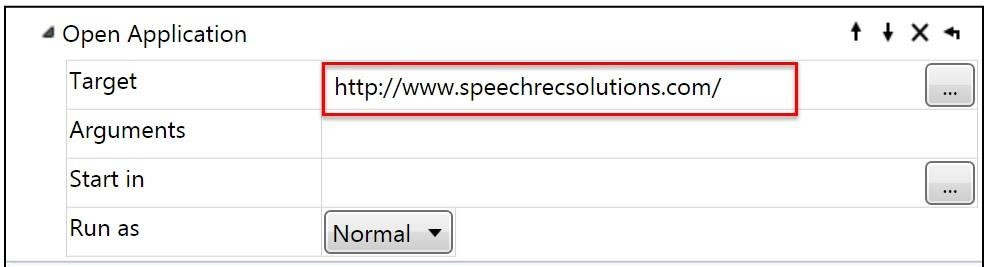 Open Application
Target http://www.speechrecsolutions.com/ ...
Arguments
Start in ...
Run as Normal